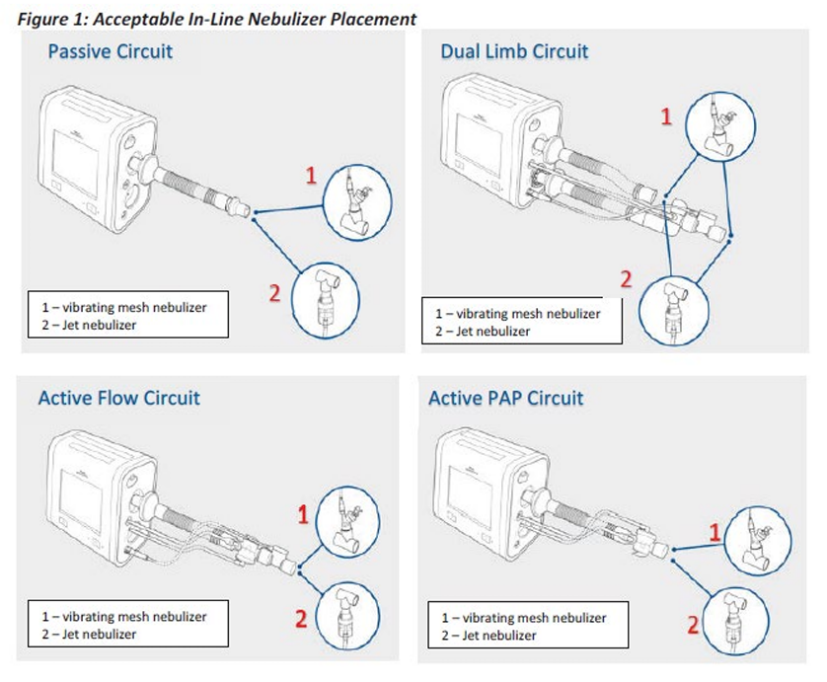 Figure 1: Acceptable In-Line Nebulizer Placement
Passive Circuit
1
2
1 – vibrating mesh nebulizer
2 – Jet nebulizer
Dual Limb Circuit
1
2
1 – vibrating mesh nebulizer
2 – Jet nebulizer
Active Flow Circuit
1
2
1 – vibrating mesh nebulizer
2 – Jet nebulizer
Active PAP Circuit
1
2
1 – vibrating mesh nebulizer
2 – Jet nebulizer